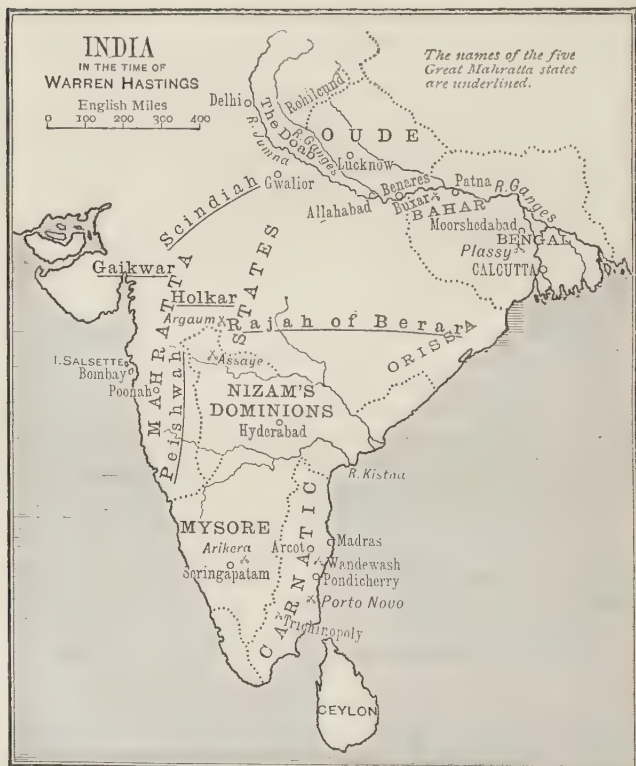 INDIA
IN THE TIME OF
WARREN HASTINGS
English Miles
0 100 200 300 400
The names of the five
Great Mahratta states
are underlined.
Delhi
Rohilcund
The Doab
R. Jumna
R. Ganges
OUDE
Lucknow
Gwalior
Scindiah
Allahabad
Benares
Buxar
Patna
R. Ganges
BAHAR
Moorshedabad
BENGAL
Plassy
CALCUTTA
Gaikwar
Holkar
MAHRATTA
STATES
Argaum
Rajah of Berar
ORISSA
I. SALSETTE
Bombay
Poonah
Peishwah
Assaye
NIZAM'S
DOMINIONS
Hyderabad
R. Kistna
MYSORE
Arikera
Seringapatam
CARNATIC
Arcot
Madras
Wandewash
Pondicherry
Porto Novo
Trichinopoly
CEYLON